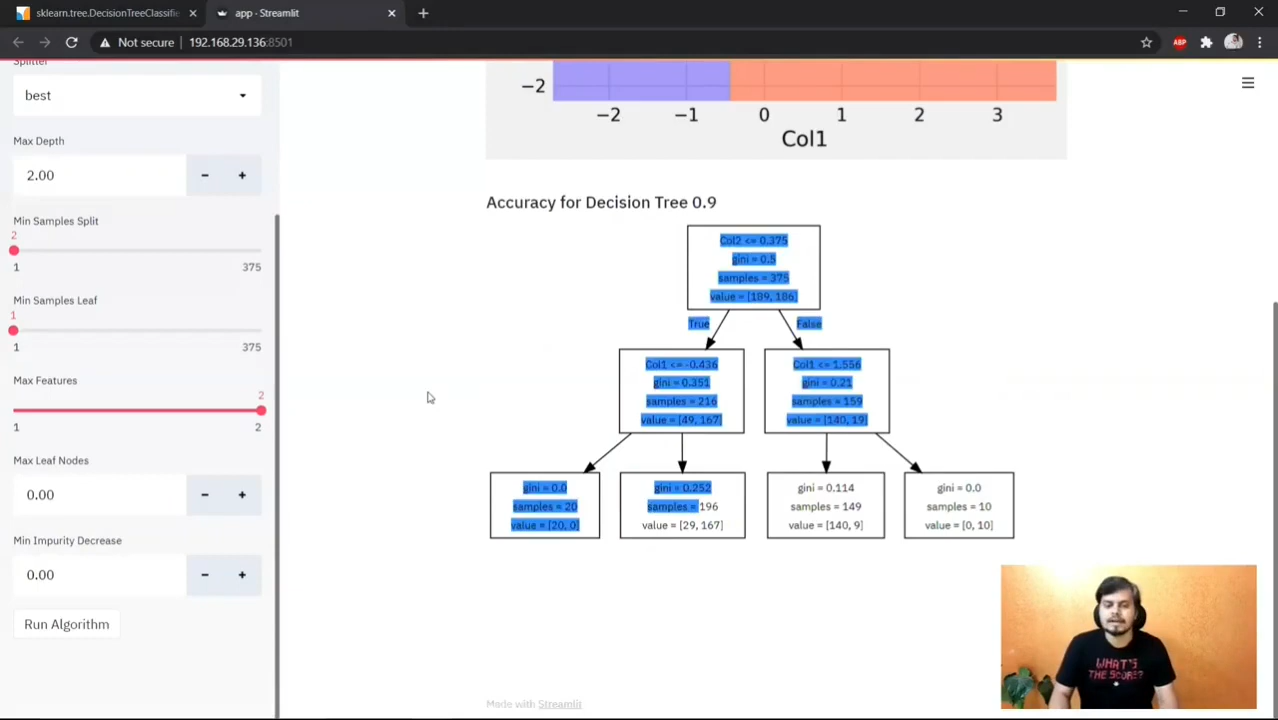 sklearn.tree.DecisionTreeClassifie
app · Streamlit
Not secure
192.168.29.136:8501
ABP
Splitter
best
Max Depth
2.00
Min Samples Split
2
1
375
Min Samples Leaf
1
1
375
Max Features
2
1
2
Max Leaf Nodes
0.00
Min Impurity Decrease
0.00
Run Algorithm
−2
−2
−1
0
1
2
3
Col1
Accuracy for Decision Tree 0.9
Col2 <= 0.375
gini = 0.5
samples = 375
value = [189, 186]
True
False
Col1 <= -0.436
gini = 0.351
samples = 216
value = [49, 167]
Col1 <= 1.556
gini = 0.21
samples = 159
value = [140, 19]
gini = 0.0
samples = 20
value = [20, 0]
gini = 0.252
samples = 196
value = [29, 167]
gini = 0.114
samples = 149
value = [140, 9]
gini = 0.0
samples = 10
value = [0, 10]
WHAT'S
THE SCORE?
Made with Streamlit